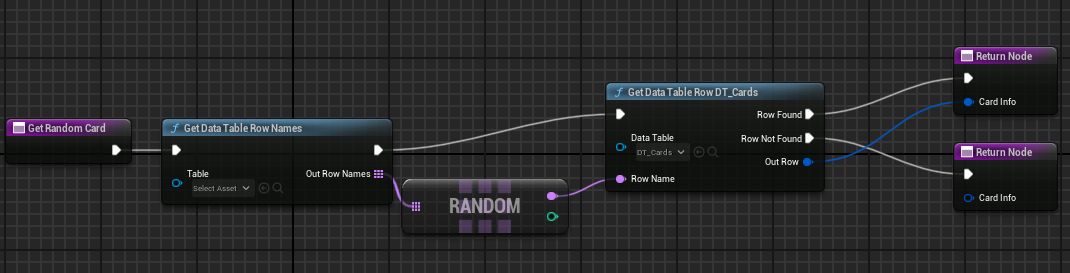 Get Random Card
Get Data Table Row Names
Table
Select Asset
Out Row Names
RANDOM
Get Data Table Row DT_Cards
Data Table
DT_Cards
Row Name
Row Found
Row Not Found
Out Row
Return Node
Card Info
Return Node
Card Info